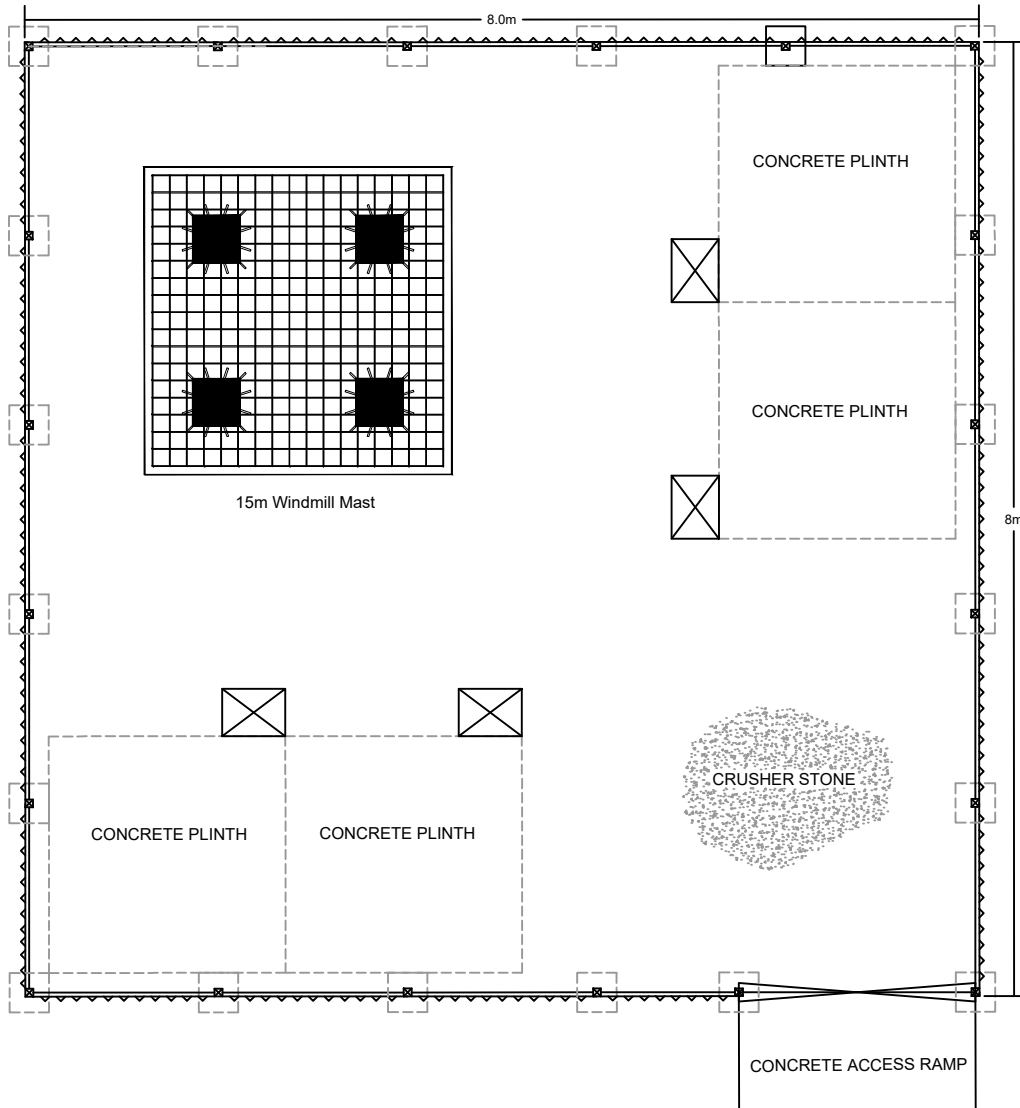 8.0m
CONCRETE PLINTH
CONCRETE PLINTH
15m Windmill Mast
8m
CRUSHER STONE
CONCRETE PLINTH
CONCRETE PLINTH
CONCRETE ACCESS RAMP